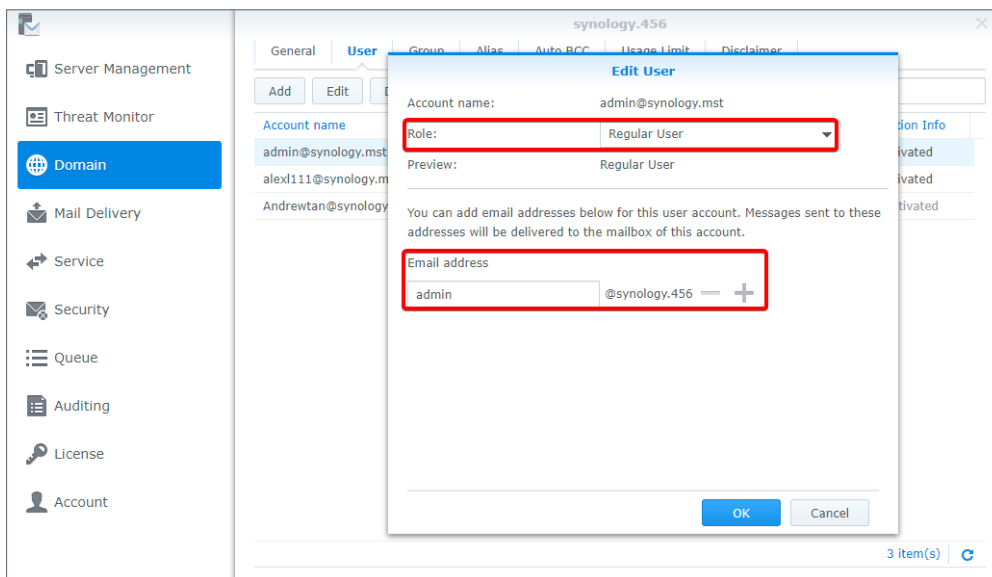 synology.456
Server Management
Threat Monitor
Domain
Mail Delivery
Service
Security
Queue
Auditing
License
Account
General User Group Alias Auto BCC Usage Limit Disclaimer
Add Edit
Account name
admin@synology.mst
alexl111@synology.m
Andrewtan@synology
Edit User
Account name: admin@synology.mst
Role: Regular User
Preview: Regular User
You can add email addresses below for this user account. Messages sent to these
addresses will be delivered to the mailbox of this account.
Email address
admin @synology.456
OK Cancel
tion Info
ivated
ivated
tivated
3 item(s)